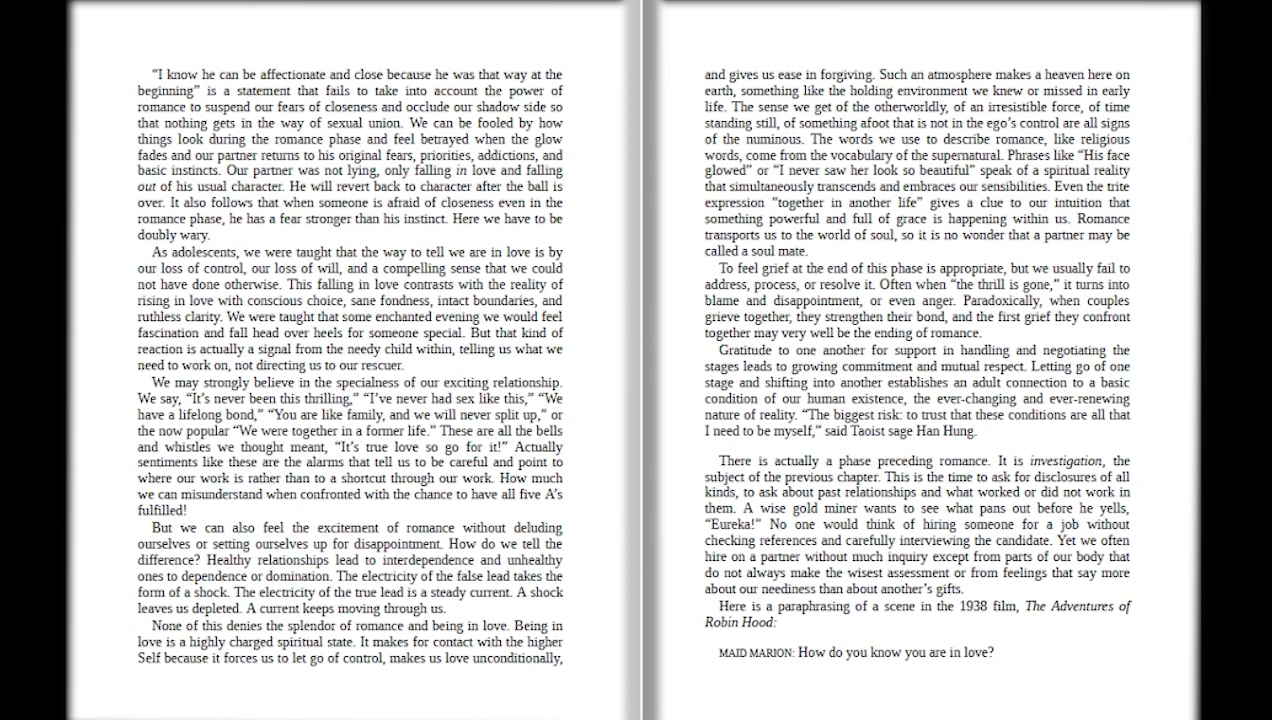 “I know he can be affectionate and close because he was that way at the
beginning” is a statement that fails to take into account the power of
romance to suspend our fears of closeness and occlude our shadow side so
that nothing gets in the way of sexual union. We can be fooled by how
things look during the romance phase and feel betrayed when the glow
fades and our partner returns to his original fears, priorities, addictions, and
basic instincts. Our partner was not lying, only falling in love and falling
out of his usual character. He will revert back to character after the ball is
over. It also follows that when someone is afraid of closeness even in the
romance phase, he has a fear stronger than his instinct. Here we have to be
doubly wary.
As adolescents, we were taught that the way to tell we are in love is by
our loss of control, our loss of will, and a compelling sense that we could
not have done otherwise. This falling in love contrasts with the reality of
rising in love with conscious choice, sane fondness, intact boundaries, and
ruthless clarity. We were taught that some enchanted evening we would feel
fascination and fall head over heels for someone special. But that kind of
reaction is actually a signal from the needy child within, telling us what we
need to work on, not directing us to our rescuer.
We may strongly believe in the specialness of our exciting relationship.
We say, “It’s never been this thrilling,” “I’ve never had sex like this,” “We
have a lifelong bond,” “You are like family, and we will never split up,” or
the now popular “We were together in a former life.” These are all the bells
and whistles we thought meant, “It’s true love so go for it!” Actually
sentiments like these are the alarms that tell us to be careful and point to
where our work is rather than to a shortcut through our work. How much
we can misunderstand when confronted with the chance to have all five A’s
fulfilled!
But we can also feel the excitement of romance without deluding
ourselves or setting ourselves up for disappointment. How do we tell the
difference? Healthy relationships lead to interdependence and unhealthy
ones to dependence or domination. The electricity of the false lead takes the
form of a shock. The electricity of the true lead is a steady current. A shock
leaves us depleted. A current keeps moving through us.
None of this denies the splendor of romance and being in love. Being in
love is a highly charged spiritual state. It makes for contact with the higher
Self because it forces us to let go of control, makes us love unconditionally,
and gives us ease in forgiving. Such an atmosphere makes a heaven here on
earth, something like the holding environment we knew or missed in early
life. The sense we get of the otherworldly, of an irresistible force, of time
standing still, of something afoot that is not in the ego’s control are all signs
of the numinous. The words we use to describe romance, like religious
words, come from the vocabulary of the supernatural. Phrases like “His face
glowed” or “I never saw her look so beautiful” speak of a spiritual reality
that simultaneously transcends and embraces our sensibilities. Even the trite
expression “together in another life” gives a clue to our intuition that
something powerful and full of grace is happening within us. Romance
transports us to the world of soul, so it is no wonder that a partner may be
called a soul mate.
To feel grief at the end of this phase is appropriate, but we usually fail to
address, process, or resolve it. Often when “the thrill is gone,” it turns into
blame and disappointment, or even anger. Paradoxically, when couples
grieve together, they strengthen their bond, and the first grief they confront
together may very well be the ending of romance.
Gratitude to one another for support in handling and negotiating the
stages leads to growing commitment and mutual respect. Letting go of one
stage and shifting into another establishes an adult connection to a basic
condition of our human existence, the ever-changing and ever-renewing
nature of reality. “The biggest risk: to trust that these conditions are all that
I need to be myself,” said Taoist sage Han Hung.
There is actually a phase preceding romance. It is investigation, the
subject of the previous chapter. This is the time to ask for disclosures of all
kinds, to ask about past relationships and what worked or did not work in
them. A wise gold miner wants to see what pans out before he yells,
“Eureka!” No one would think of hiring someone for a job without
checking references and carefully interviewing the candidate. Yet we often
hire on a partner without much inquiry except from parts of our body that
do not always make the wisest assessment or from feelings that say more
about our neediness than about another’s gifts.
Here is a paraphrasing of a scene in the 1938 film, The Adventures of
Robin Hood:
MAID MARION: How do you know you are in love?